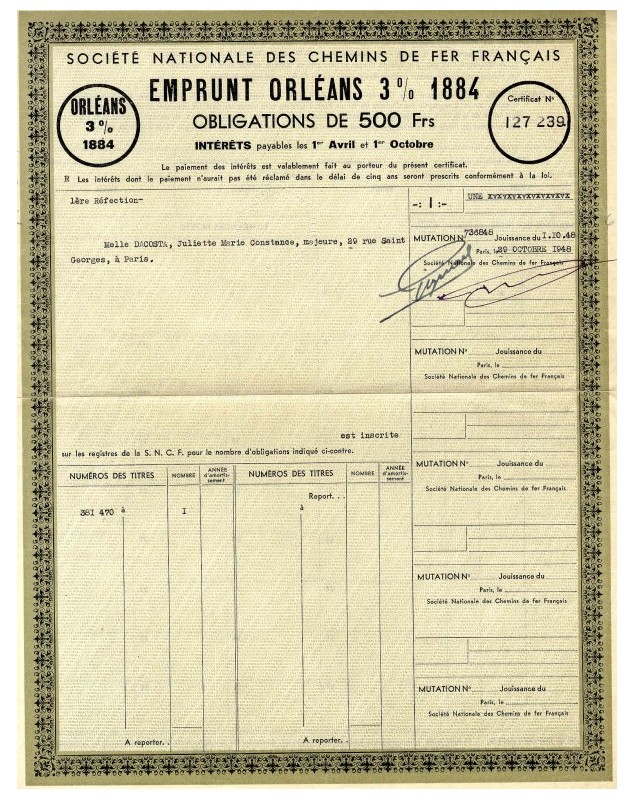 SOCIÉTÉ NATIONALE DES CHEMINS DE FER FRANÇAIS
EMPRUNT ORLÉANS 3% 1884
OBLIGATIONS DE 500 Frs
INTÉRÊTS payables les 1er Avril et 1er Octobre
ORLÉANS
3%
1884
Certificat N°
127 239
Le paiement des intérêts est valablement fait au porteur du présent certificat.
R Les intérêts dont le paiement n'aurait pas été réclamé dans le délai de cinq ans seront prescrits conformément à la loi.
1ère Réfection-
Melle DACOSTA, Juliette Marie Constance, majeure, 29 rue Saint
Georges, à Paris.
-: I :-
UNE XVXVXVXVXVXVXVXVX
MUTATION N° 736848 Jouissance du 1.10.48
Paris, le 29 OCTOBRE 1948
Société Nationale des Chemins de Fer Français
MUTATION N° Jouissance du
Paris, le
Société Nationale des Chemins de Fer Français
est inscrite
sur les registres de la S. N. C. F. pour le nombre d'obligations indiqué ci-contre.
NUMÉROS DES TITRES NOMBRE ANNÉE d'amortissement NUMÉROS DES TITRES NOMBRE ANNÉE d'amortissement
Report. . .
381 470 à I à
A reporter. . A reporter. .
MUTATION N° Jouissance du
Paris, le
Société Nationale des Chemins de Fer Français
MUTATION N° Jouissance du
Paris, le
Société Nationale des Chemins de Fer Français
MUTATION N° Jouissance du
Paris, le
Société Nationale des Chemins de Fer Français